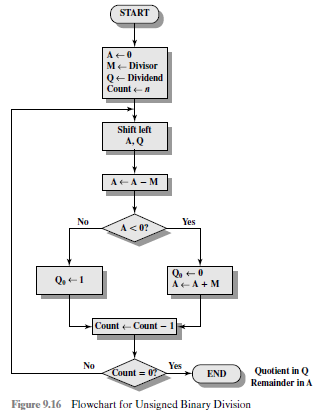 START
A ← 0
M ← Divisor
Q ← Dividend
Count ← n
Shift left
A, Q
A ← A − M
No
A < 0?
Yes
Q₀ ← 1
Q₀ ← 0
A ← A + M
Count ← Count − 1
No
Count = 0?
Yes
END
Quotient in Q
Remainder in A
Figure 9.16 Flowchart for Unsigned Binary Division